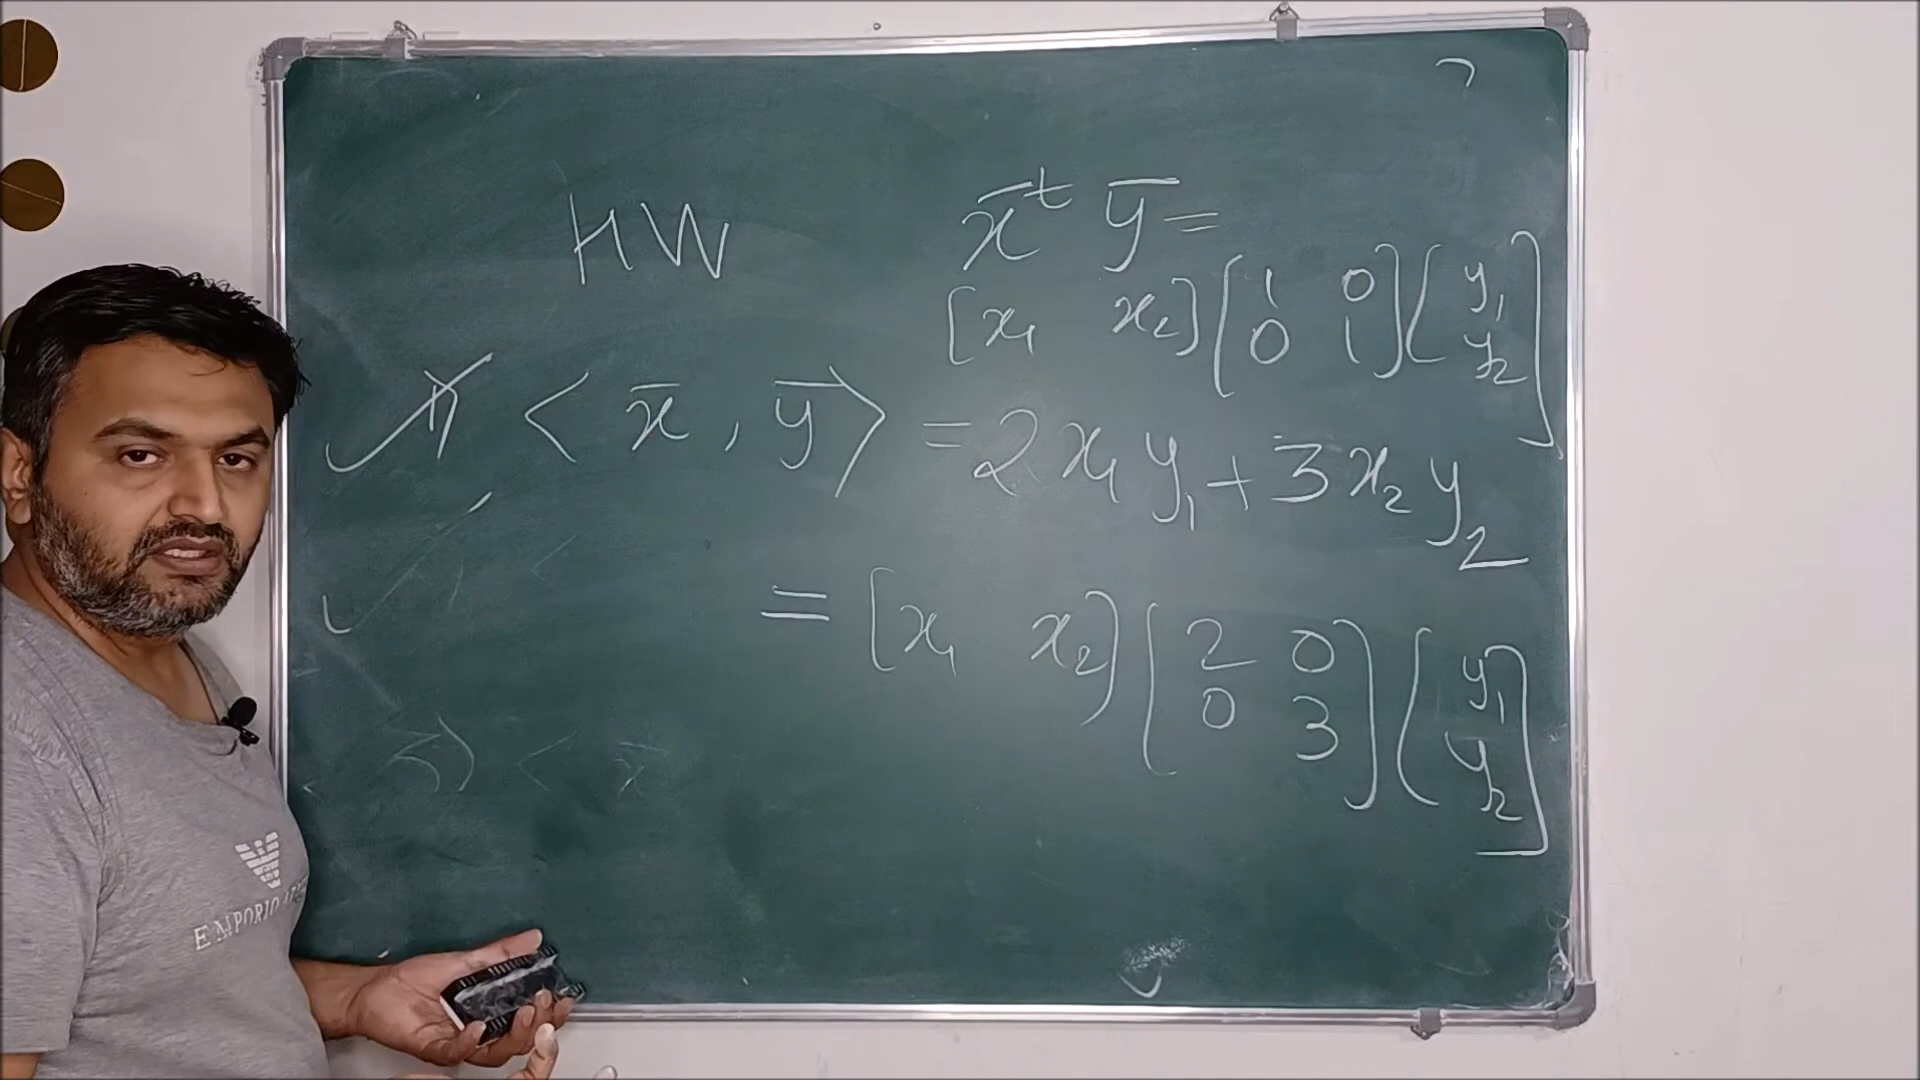 HW
x̄ᵗ ȳ =
[x₁ x₂] [1 0 0 1] [y₁ y₂]
⟨ x̄ , ȳ ⟩ = 2x₁y₁ + 3x₂y₂
= [x₁ x₂] [2 0 0 3] [y₁ y₂]
EMPORIO